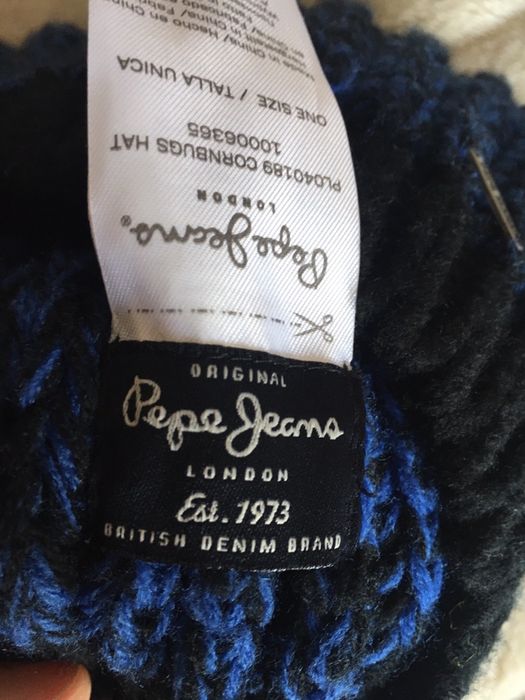 ORIGINAL
Pepe Jeans
LONDON
Est. 1973
BRITISH DENIM BRAND
Pepe Jeans®
LONDON
PL040189 CORNBUGS HAT
10006365
ONE SIZE / TALLA UNICA
Made in China/ Hecho en China